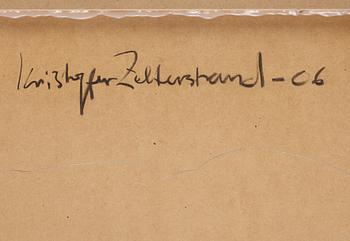 Kristoffer Zetterstrand - 06